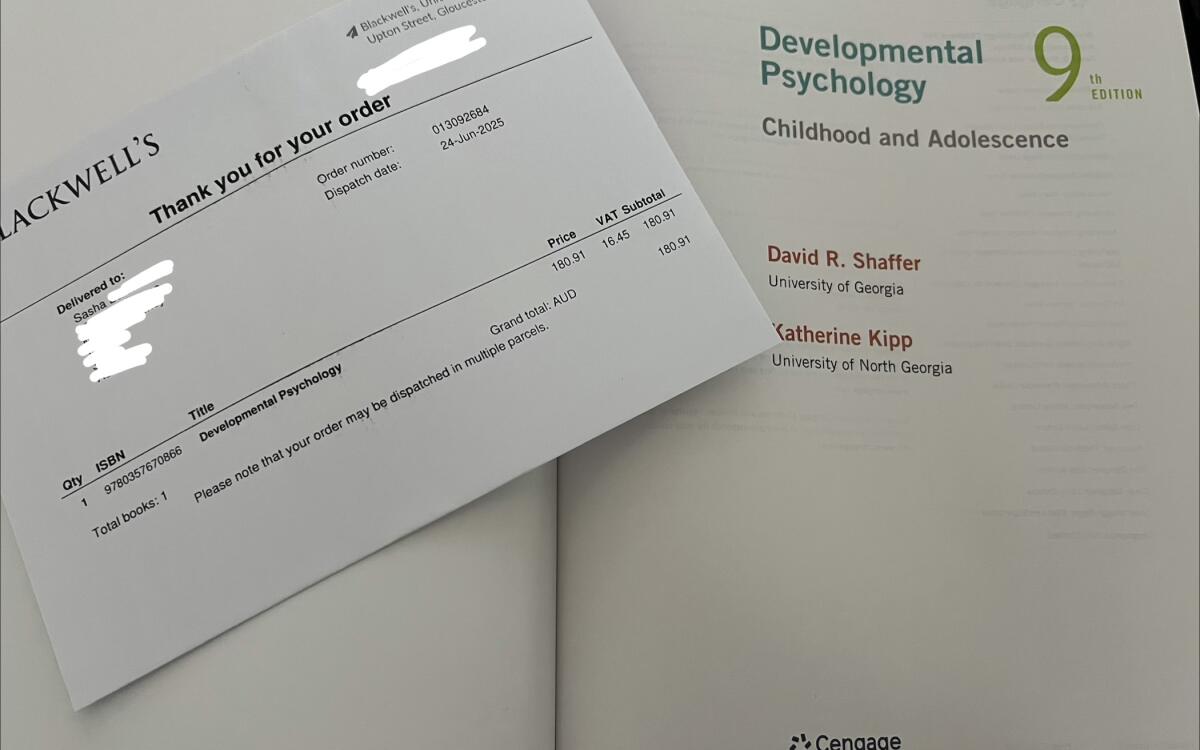 Blackwell's,
Upton Street,
LACKWELL'S
Thank you for your order
Order number: 013092684
Dispatch date: 24-Jun-2025
Delivered to:
Sasha
Qty ISBN Title Price VAT Subtotal
1 9780357670866 Developmental Psychology 180.91 16.45 180.91
Total books: 1 Grand total: AUD 180.91
Please note that your order may be dispatched in multiple parcels.
Developmental
Psychology
9th
EDITION
Childhood and Adolescence
David R. Shaffer
University of Georgia
Katherine Kipp
University of North Georgia
Cengage